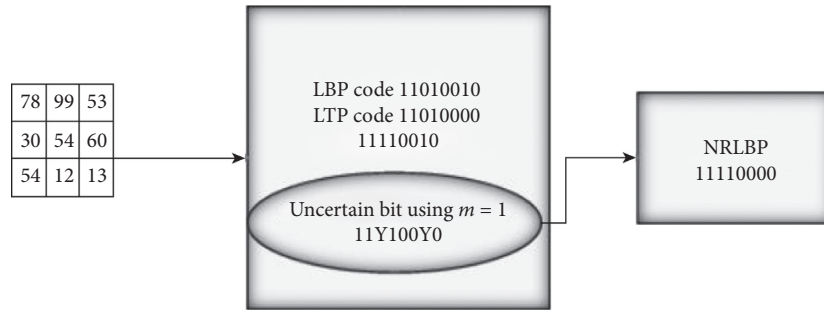 78 99 53
30 54 60
54 12 13
LBP code 11010010
LTP code 11010000
11110010
Uncertain bit using m = 1
11Y100Y0
NRLBP
11110000